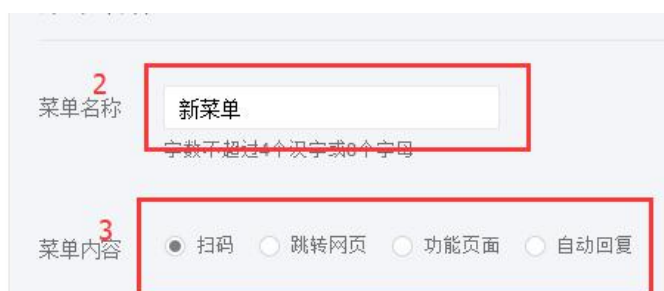 2
菜单名称
新菜单
字数不超过4个汉字或8个字母
3
菜单内容
扫码 跳转网页 功能页面 自动回复